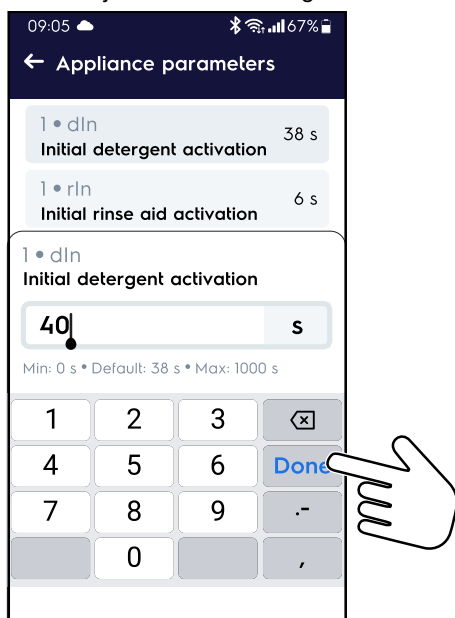 09:05 67%
← Appliance parameters
1 • dIn
Initial detergent activation
38 s
1 • rIn
Initial rinse aid activation
6 s
1 • dIn
Initial detergent activation
40 s
Min: 0 s • Default: 38 s • Max: 1000 s
1 2 3
4 5 6 Done
7 8 9 .-
0 ,